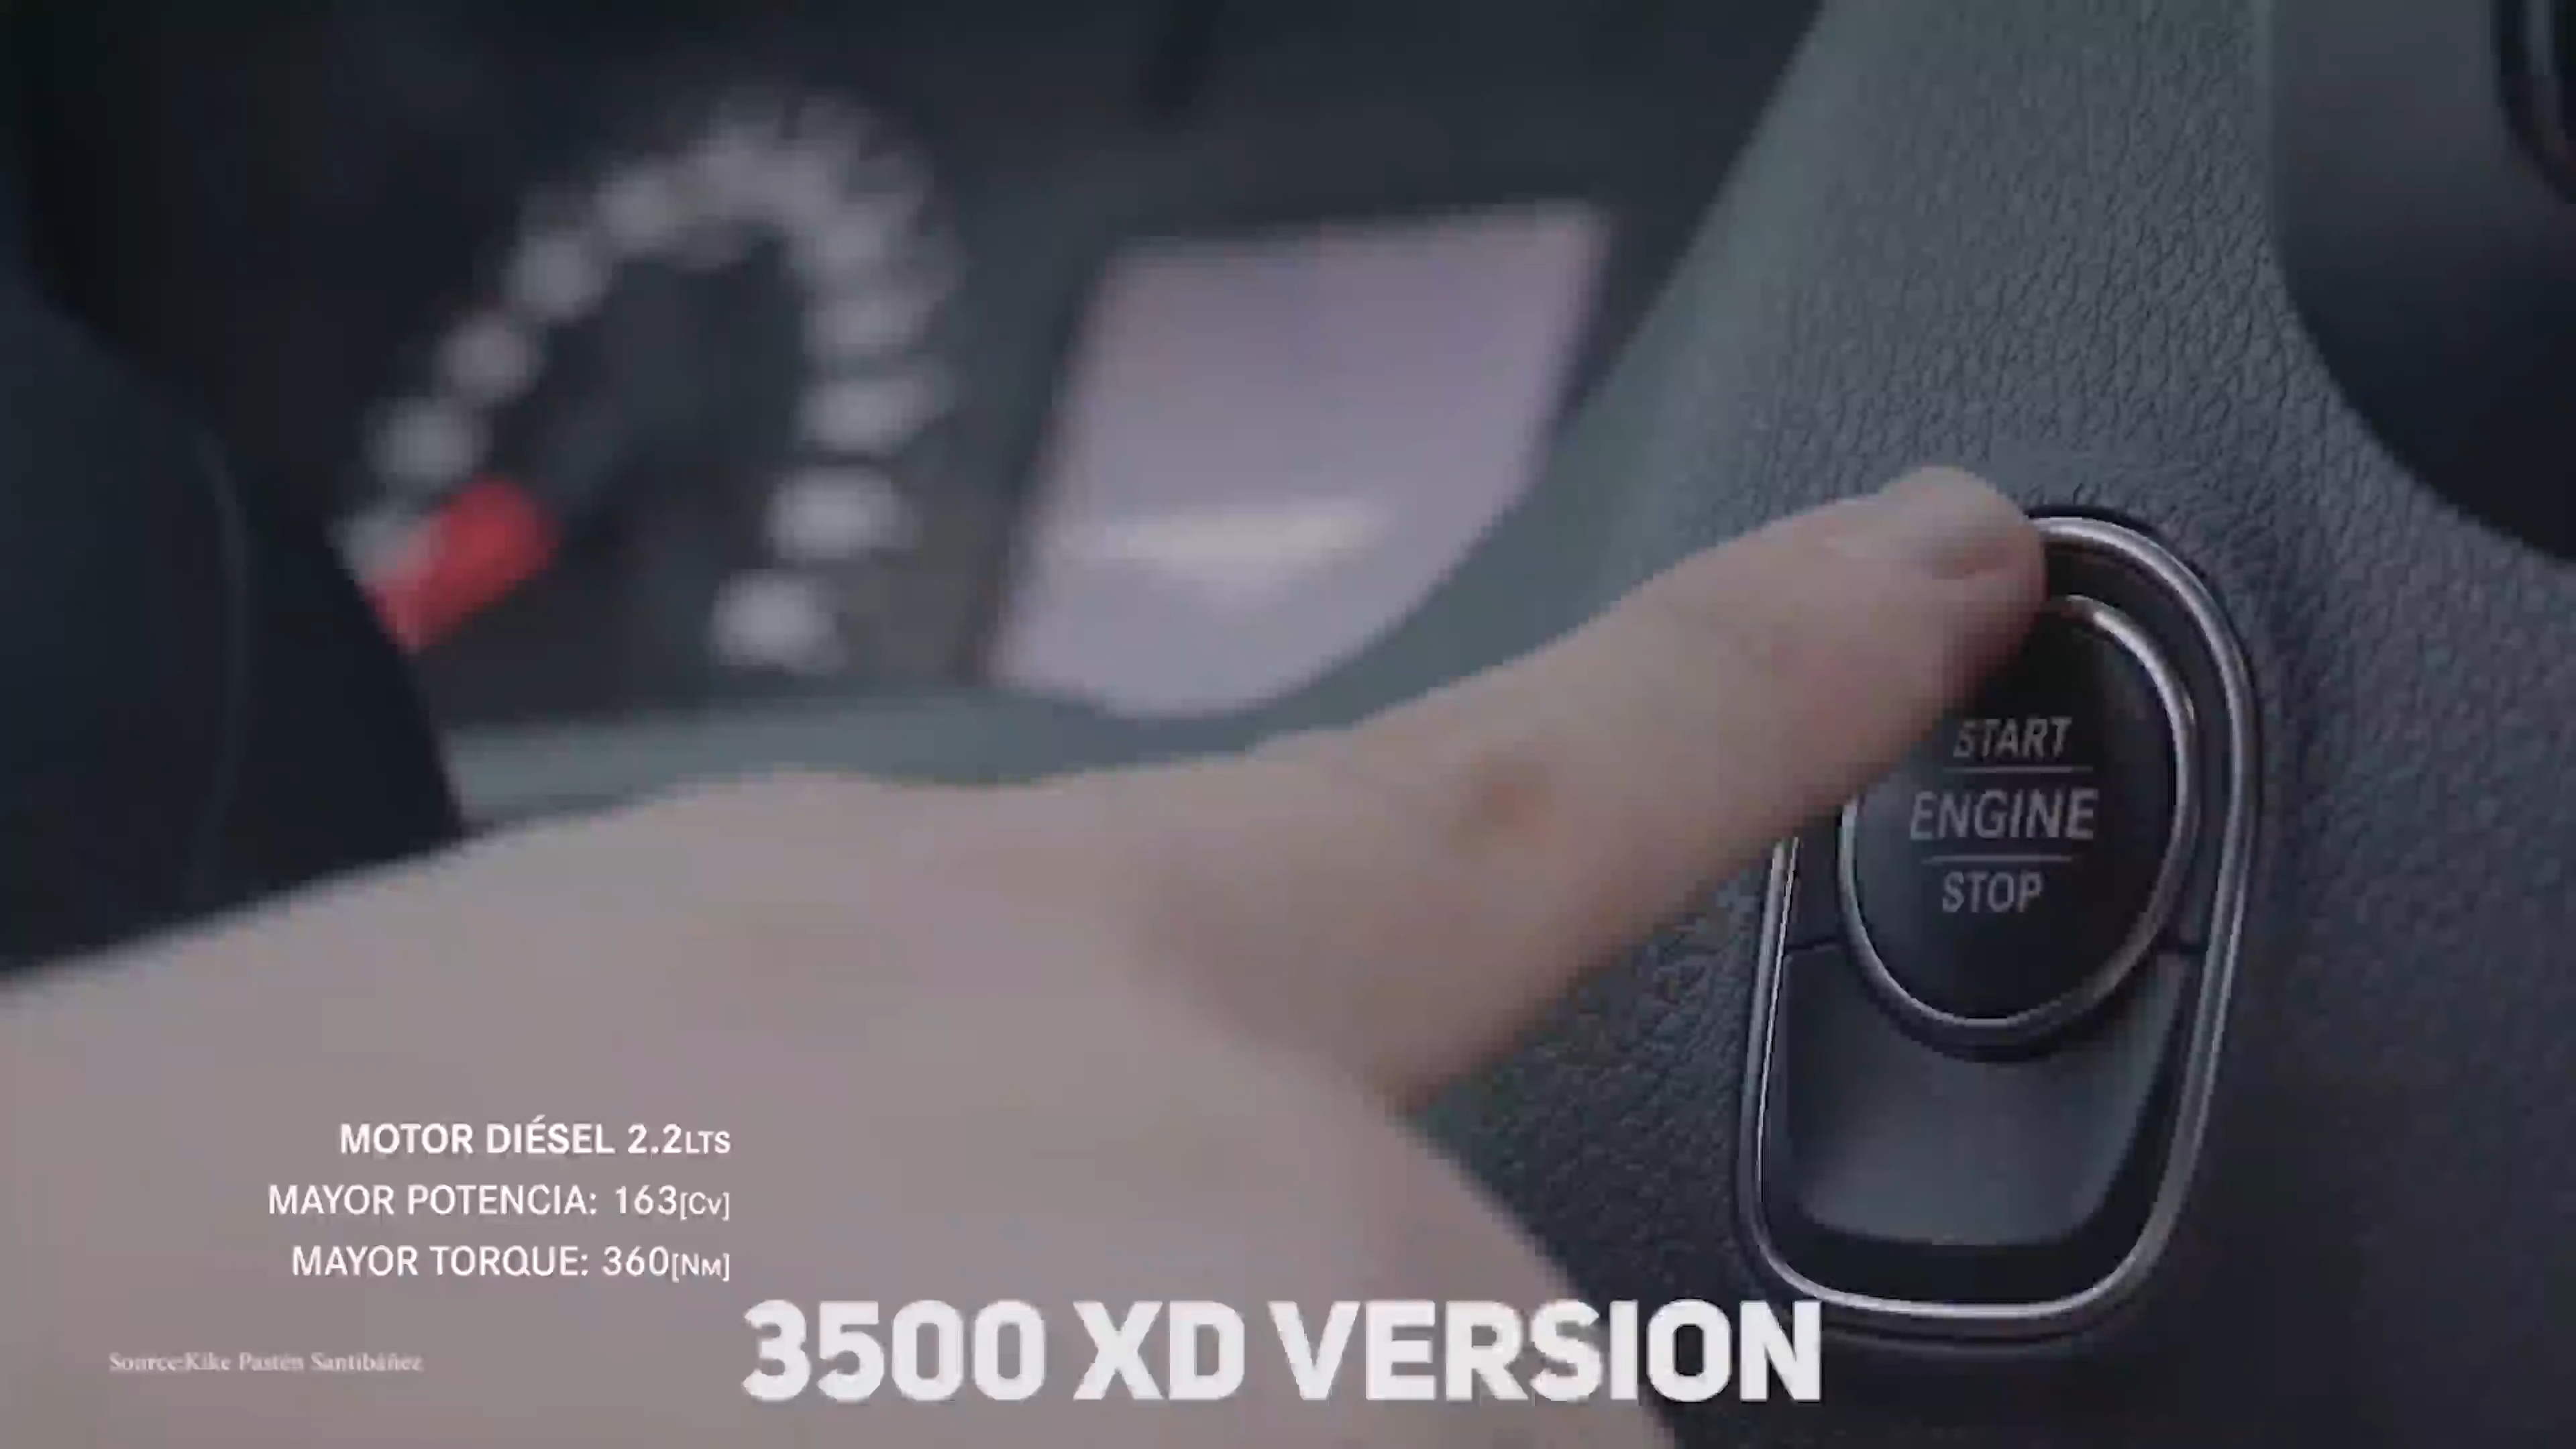 START
ENGINE
STOP
MOTOR DIÉSEL 2.2LTS
MAYOR POTENCIA: 163[CV]
MAYOR TORQUE: 360[NM]
3500 XD VERSION
Source:Kike Pastén Santibáñez